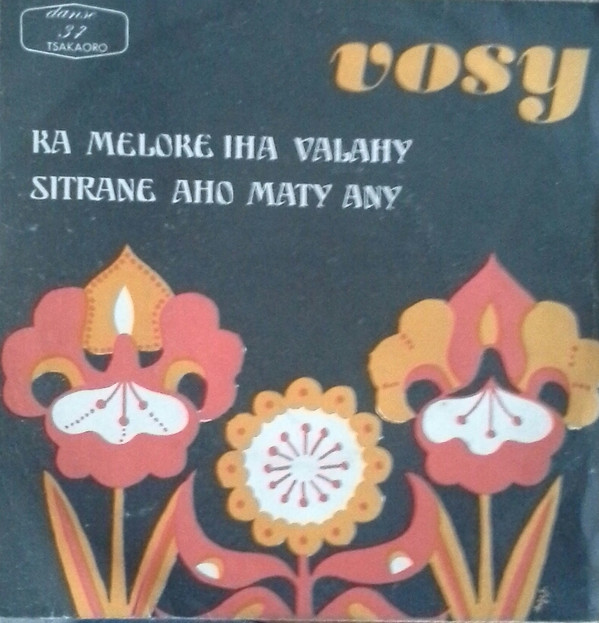 danse
37
TSAKAORO
vosy
KA MELOKE IHA VALAHY
SITRANE AHO MATY ANY